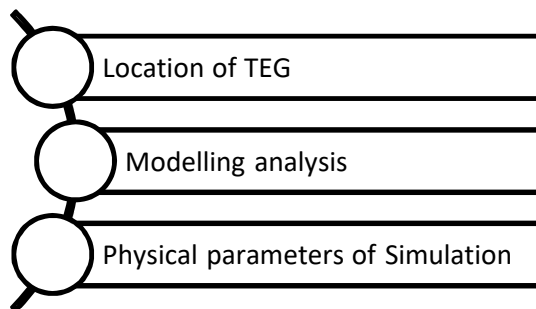 Location of TEG
Modelling analysis
Physical parameters of Simulation